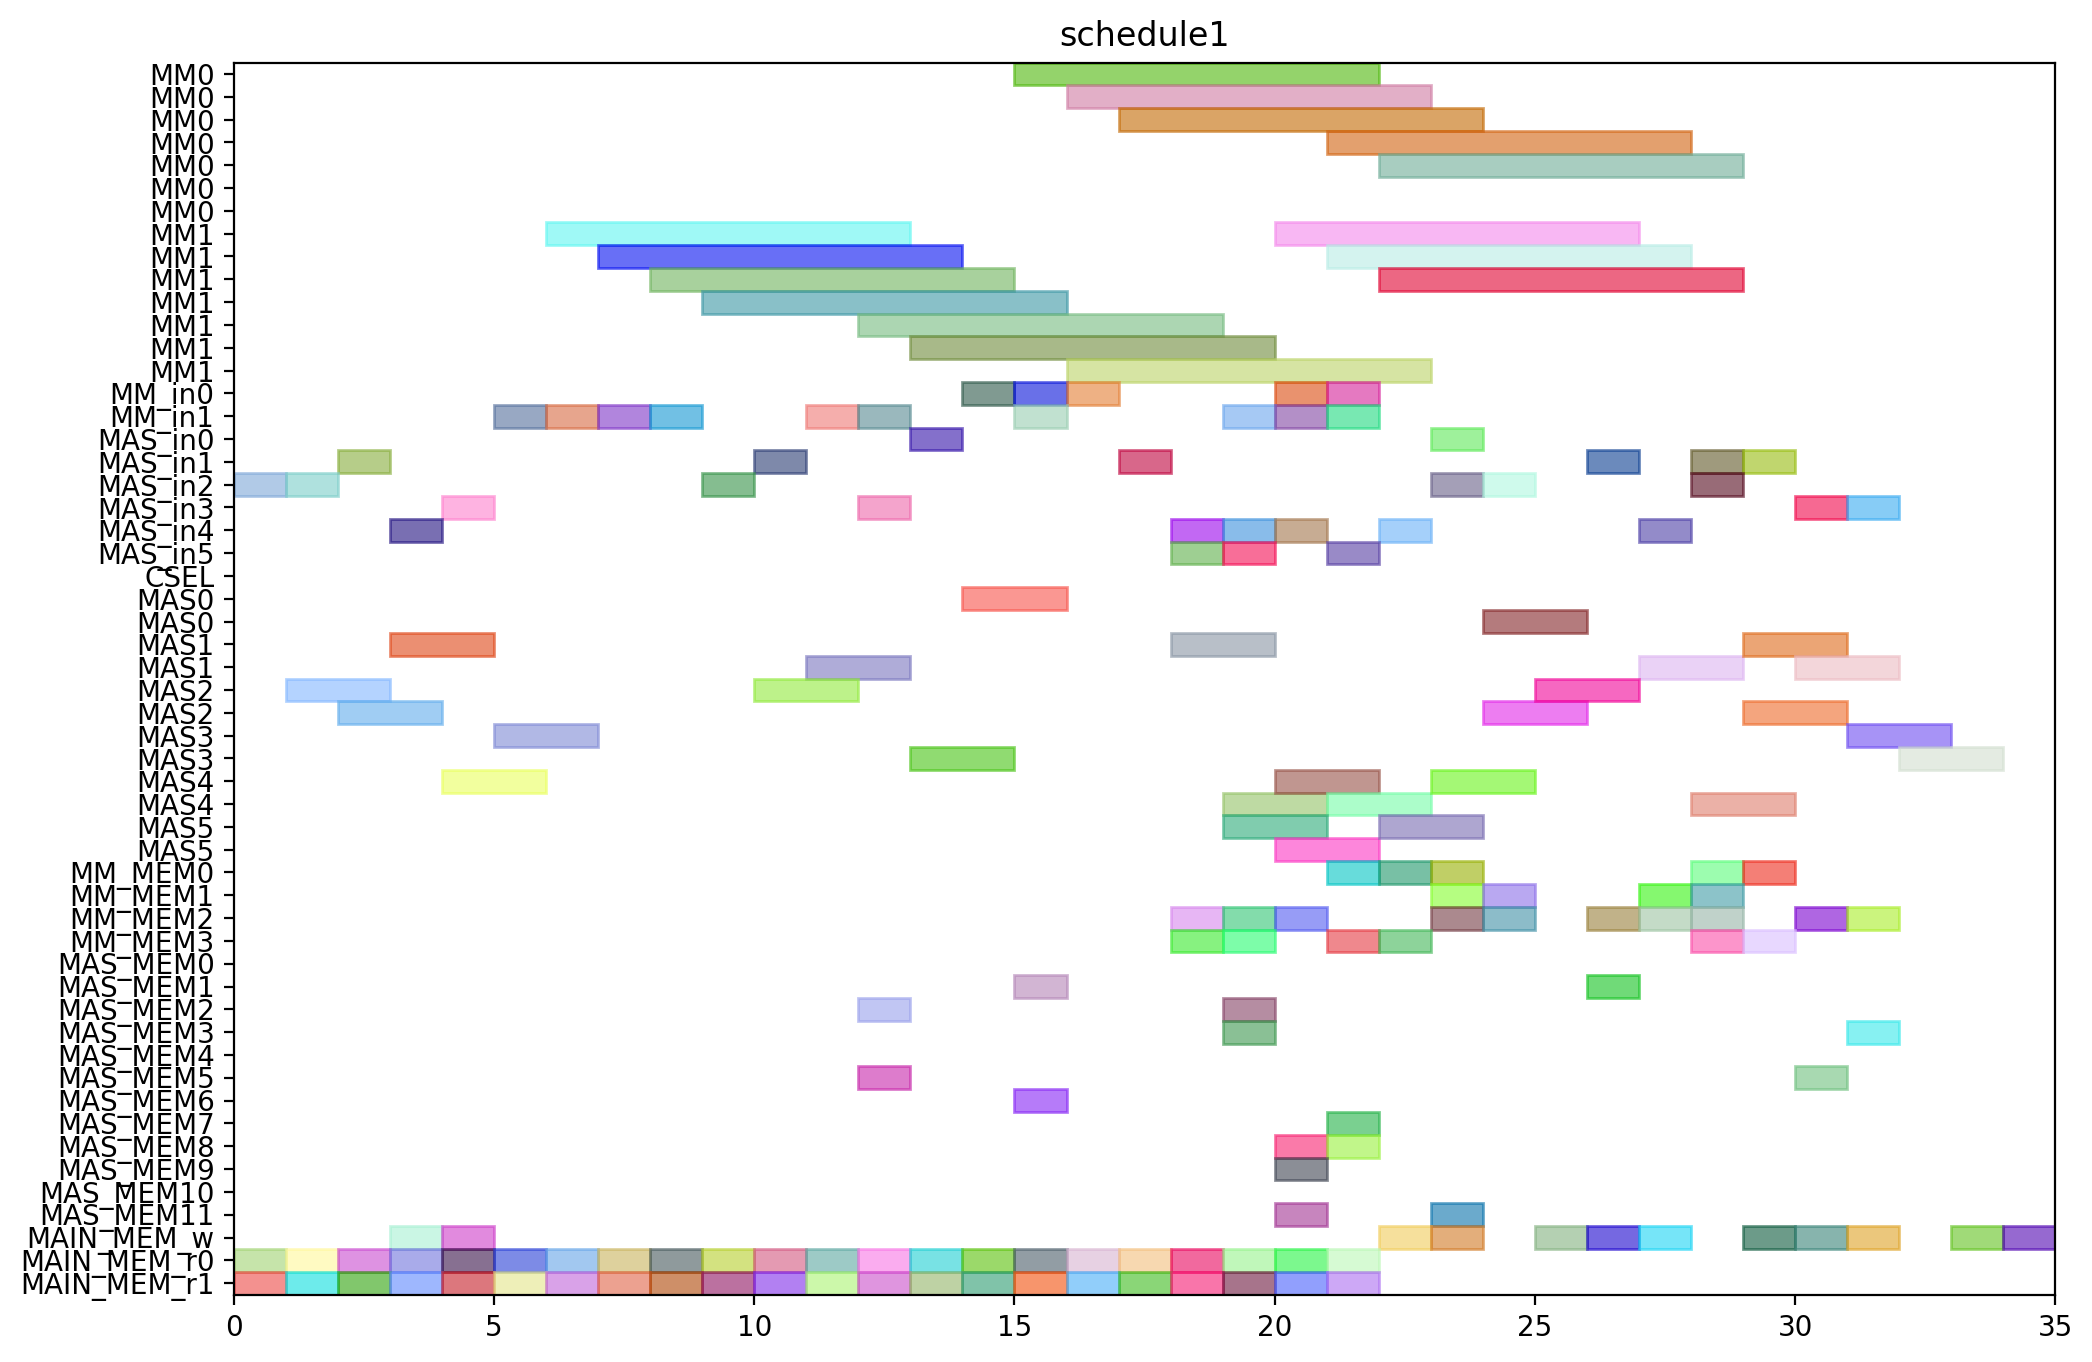 schedule1
MM0
MM0
MM0
MM0
MM0
MM0
MM0
MM1
MM1
MM1
MM1
MM1
MM1
MM1
MM_in0
MM_in1
MAS_in0
MAS_in1
MAS_in2
MAS_in3
MAS_in4
MAS_in5
CSEL
MAS0
MAS0
MAS1
MAS1
MAS2
MAS2
MAS3
MAS3
MAS4
MAS4
MAS5
MAS5
MM_MEM0
MM_MEM1
MM_MEM2
MM_MEM3
MAS_MEM0
MAS_MEM1
MAS_MEM2
MAS_MEM3
MAS_MEM4
MAS_MEM5
MAS_MEM6
MAS_MEM7
MAS_MEM8
MAS_MEM9
MAS_MEM10
MAS_MEM11
MAIN_MEM_w
MAIN_MEM_r0
MAIN_MEM_r1
0 5 10 15 20 25 30 35